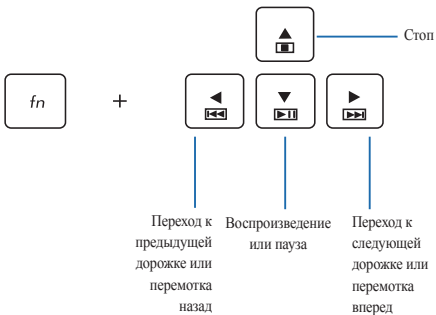 Стоп
fn
+
Переход к
предыдущей
дорожке или
перемотка
назад
Воспроизведение
или пауза
Переход к
следующей
дорожке или
перемотка
вперед